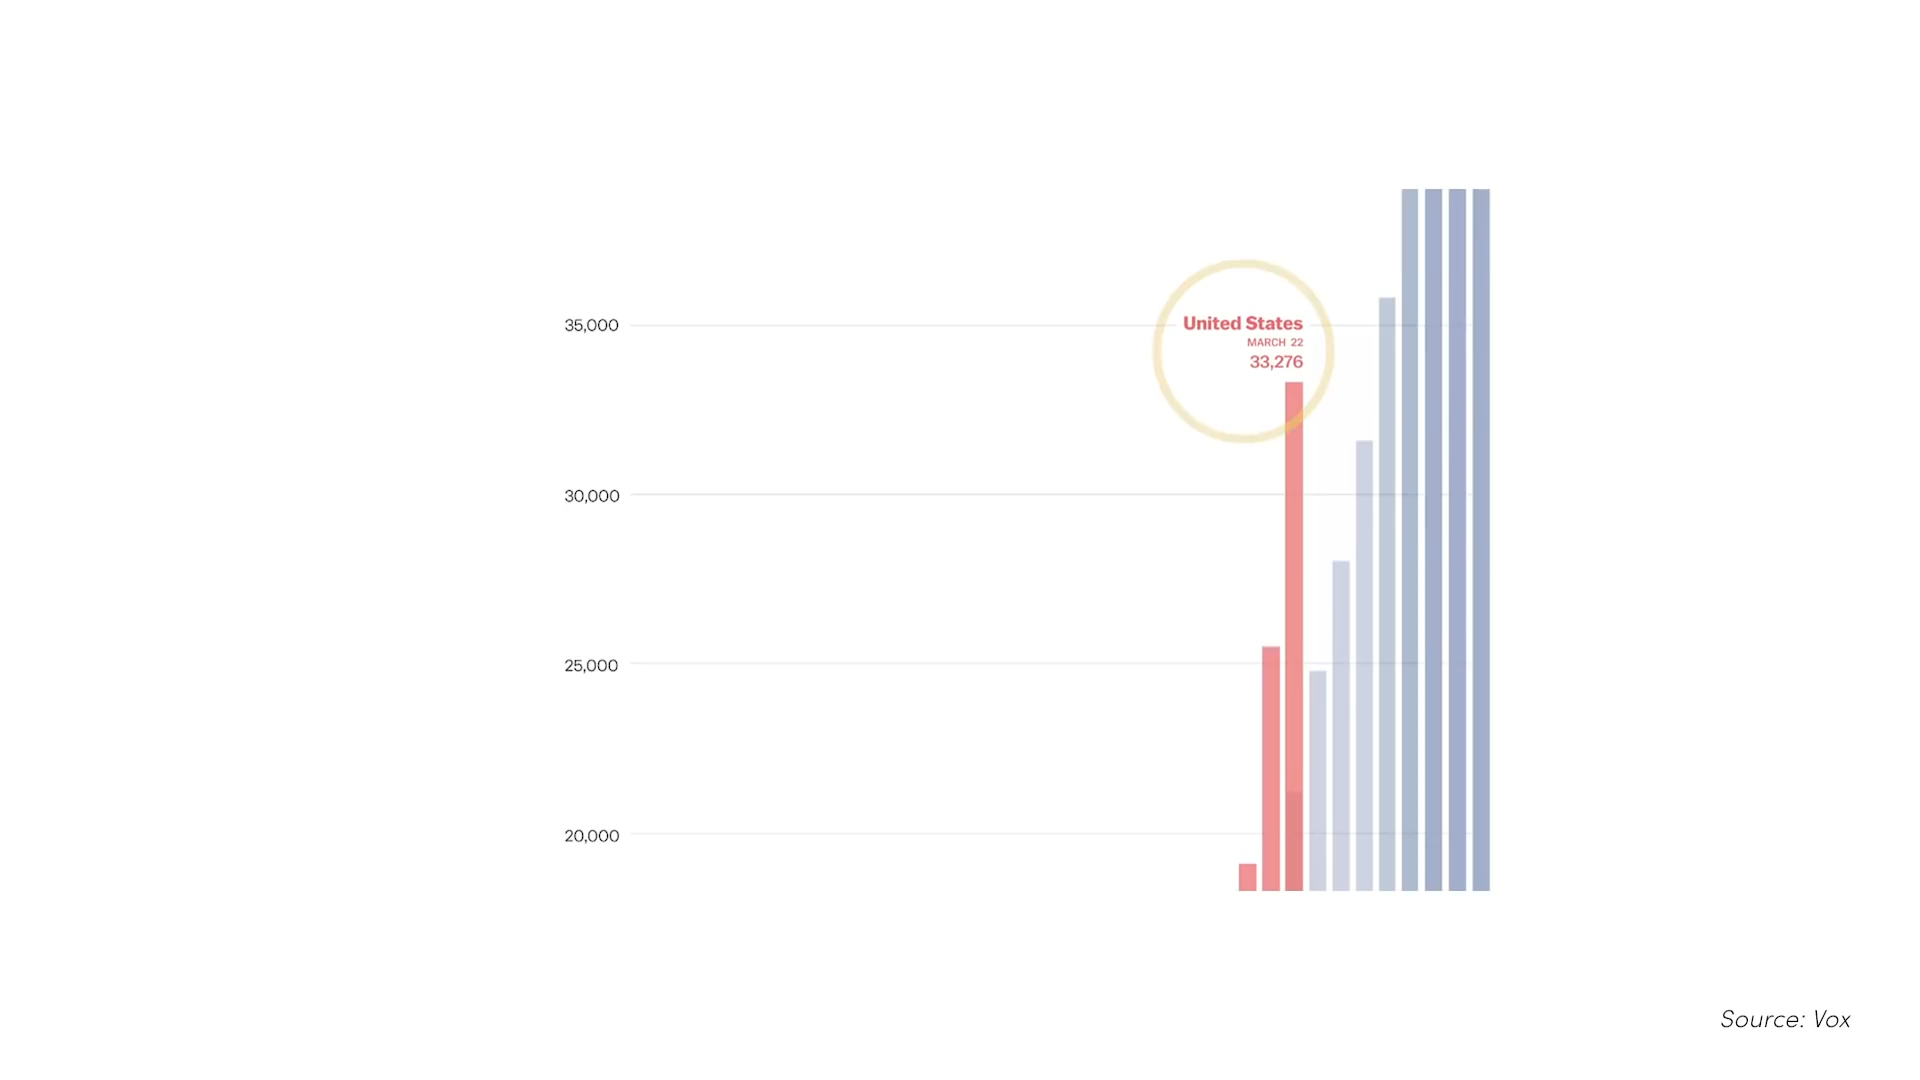 35,000
United States
MARCH 22
33,276
30,000
25,000
20,000
Source: Vox